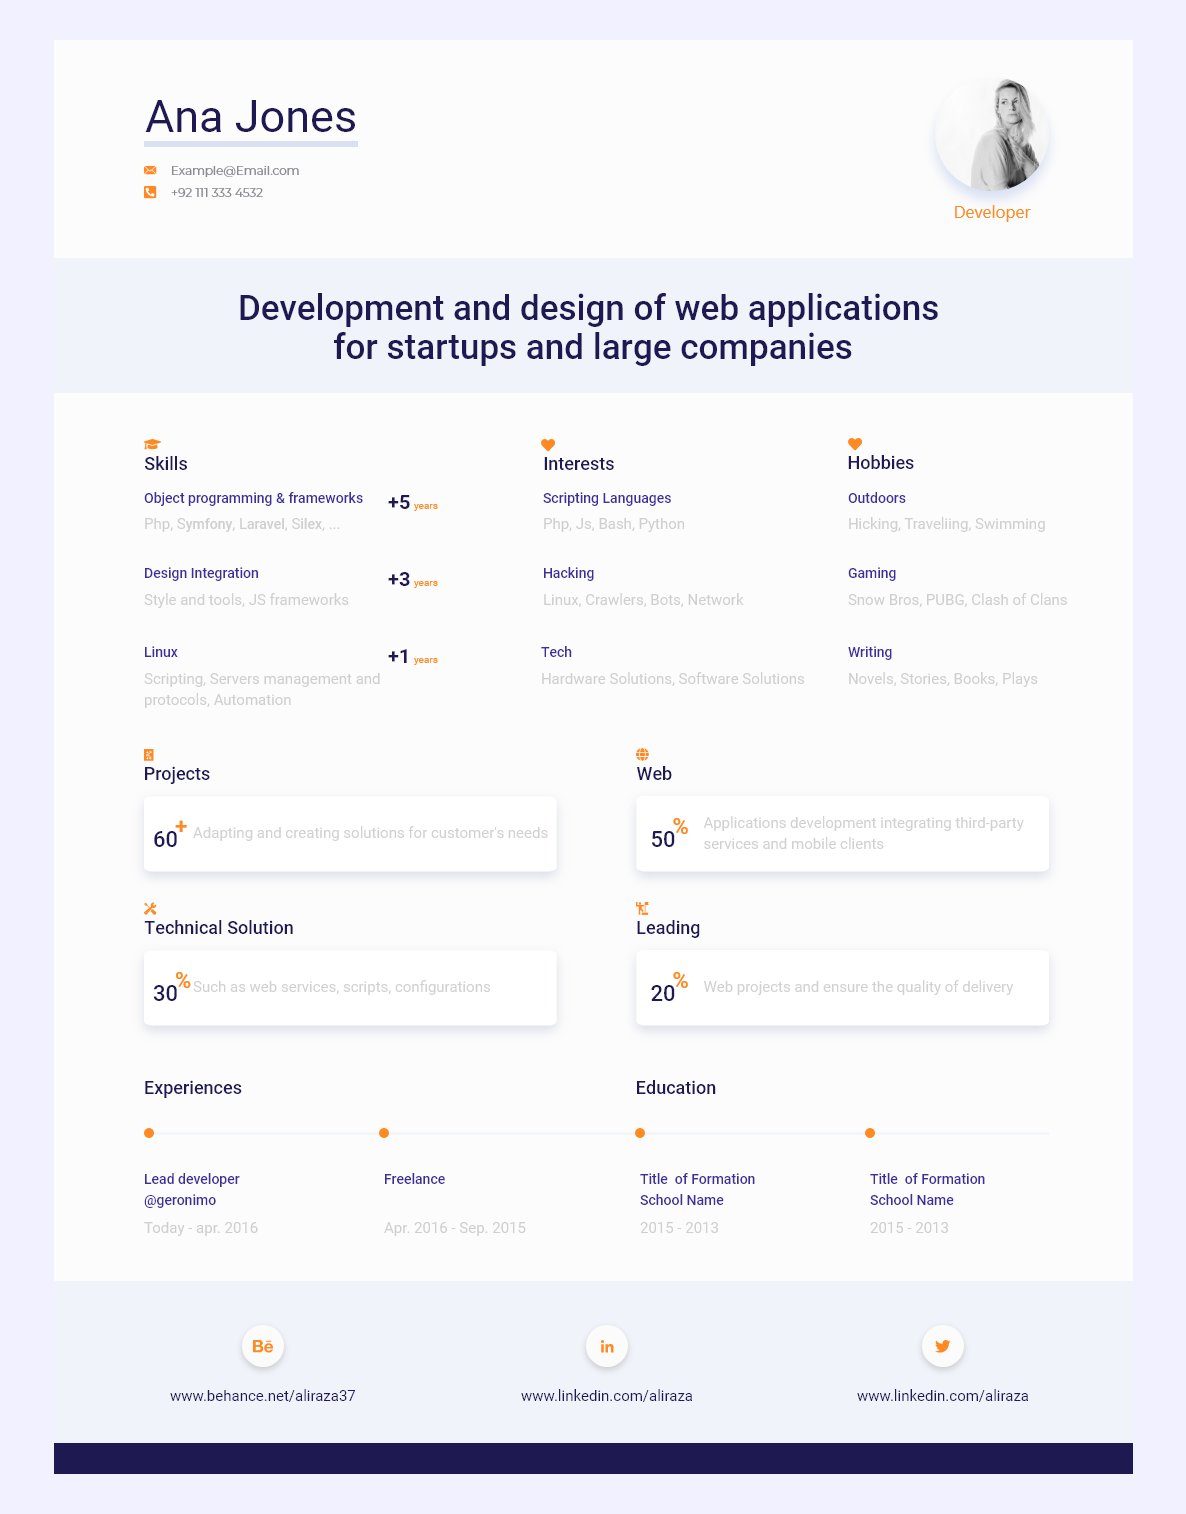 Ana Jones
Example@Email.com
+92 111 333 4532
Developer
Development and design of web applications
for startups and large companies
Skills
Object programming & frameworks
+5 years
Php, Symfony, Laravel, Silex, ...
Design Integration
+3 years
Style and tools, JS frameworks
Linux
+1 years
Scripting, Servers management and
protocols, Automation
Interests
Scripting Languages
Php, Js, Bash, Python
Hacking
Linux, Crawlers, Bots, Network
Tech
Hardware Solutions, Software Solutions
Hobbies
Outdoors
Hicking, Traveliing, Swimming
Gaming
Snow Bros, PUBG, Clash of Clans
Writing
Novels, Stories, Books, Plays
Projects
60+ Adapting and creating solutions for customer's needs
Web
50% Applications development integrating third-party
services and mobile clients
Technical Solution
30% Such as web services, scripts, configurations
Leading
20% Web projects and ensure the quality of delivery
Experiences
Lead developer
@geronimo
Today - apr. 2016
Freelance
Apr. 2016 - Sep. 2015
Education
Title  of Formation
School Name
2015 - 2013
Title  of Formation
School Name
2015 - 2013
Bē
www.behance.net/aliraza37
in
www.linkedin.com/aliraza
www.linkedin.com/aliraza